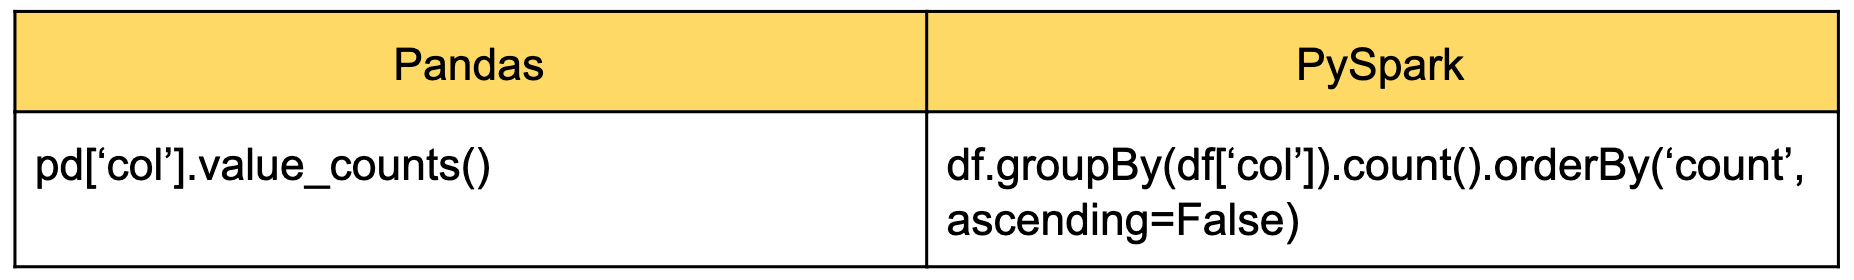 Pandas
PySpark
pd[‘col’].value_counts()
df.groupBy(df[‘col’]).count().orderBy(‘count’,
ascending=False)